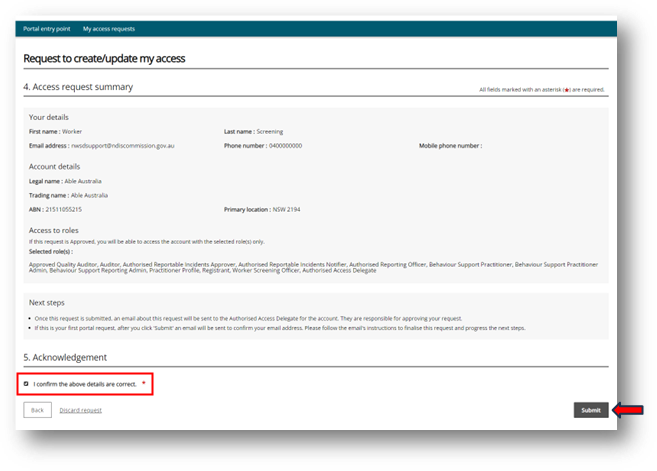 Portal entry point My access requests
Request to create/update my access
4. Access request summary
All fields marked with an asterisk (*) are required.
Your details
First name : Worker Last name : Screening
Email address : nwsdsupport@ndiscommission.gov.au Phone number : 0400000000 Mobile phone number :
Account details
Legal name : Able Australia
Trading name : Able Australia
ABN : 21511055215 Primary location : NSW 2194
Access to roles
If this request is Approved, you will be able to access the account with the selected role(s) only.
Selected role(s) :
Approved Quality Auditor, Auditor, Authorised Reportable Incidents Approver, Authorised Reportable Incidents Notifier, Authorised Reporting Officer, Behaviour Support Practitioner, Behaviour Support Practitioner
Admin, Behaviour Support Reporting Admin, Practitioner Profile, Registrant, Worker Screening Officer, Authorised Access Delegate
Next steps
• Once this request is submitted, an email about this request will be sent to the Authorised Access Delegate for the account. They are responsible for approving your request.
• If this is your first portal request, after you click 'Submit' an email will be sent to confirm your email address. Please follow the email's instructions to finalise this request and progress the next steps.
5. Acknowledgement
I confirm the above details are correct. *
Back Discard request Submit